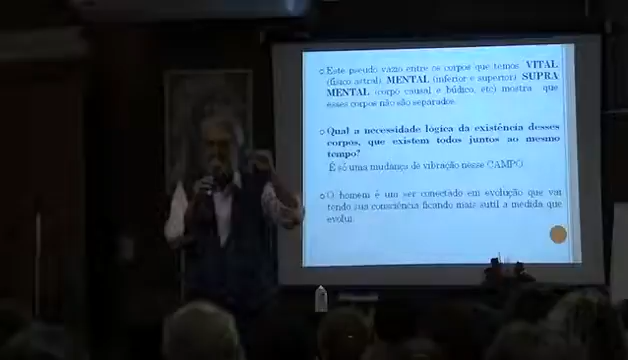 Este pseudo vazio entre os corpos que temos VITAL
(físico astral) MENTAL (inferior e superior) SUPRA
MENTAL (corpo causal e búdico, etc) mostra que
esses corpos não são separados.
Qual a necessidade lógica da existência desses
corpos, que existem todos juntos ao mesmo
tempo?
É só uma mudança de vibração nesse CAMPO
O homem é um ser conectado em evolução que vai
tendo sua consciência ficando mais sutil a medida que
evolui.